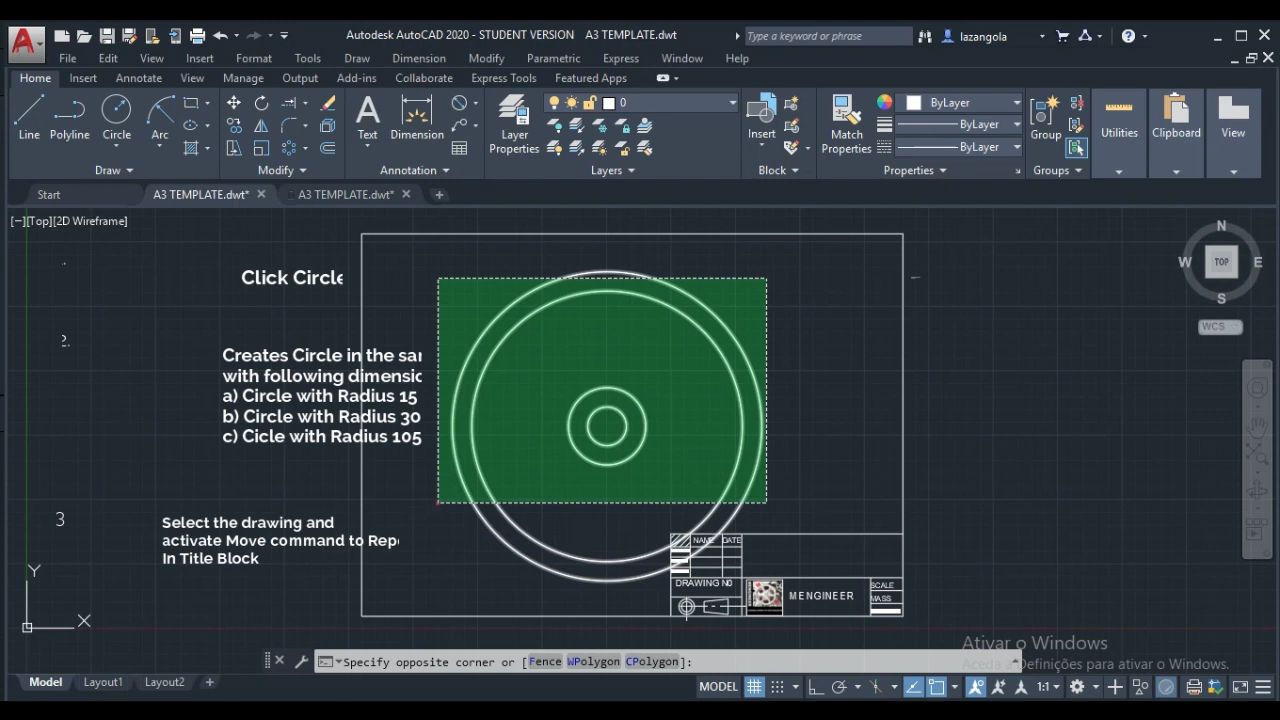 Autodesk AutoCAD 2020 - STUDENT VERSION A3 TEMPLATE.dwt
Type a keyword or phrase
lazangola
File Edit View Insert Format Tools Draw Dimension Modify Parametric Express Window Help
Home Insert Annotate View Manage Output Add-ins Collaborate Express Tools Featured Apps
0
ByLayer
ByLayer
ByLayer
Line Polyline Circle Arc
Text Dimension
Layer Properties
Insert
Match Properties
Group
Utilities Clipboard View
Draw Modify Annotation Layers Block Properties Groups
Start A3 TEMPLATE.dwt* A3 TEMPLATE.dwt*
[−][Top][2D Wireframe]
N
W TOP E
S
WCS
Click Circle
2.
Creates Circle in the sar
with following dimensic
a) Circle with Radius 15
b) Circle with Radius 30
c) Cicle with Radius 105
3
Select the drawing and
activate Move command to Repo
In Title Block
NAME DATE
DRAWING NO
MENGINEER
SCALE
MASS
Y
X
Ativar o Windows
Aceda a Definições para ativar o Windows.
Specify opposite corner or [Fence WPolygon CPolygon]:
Model Layout1 Layout2
MODEL
1:1